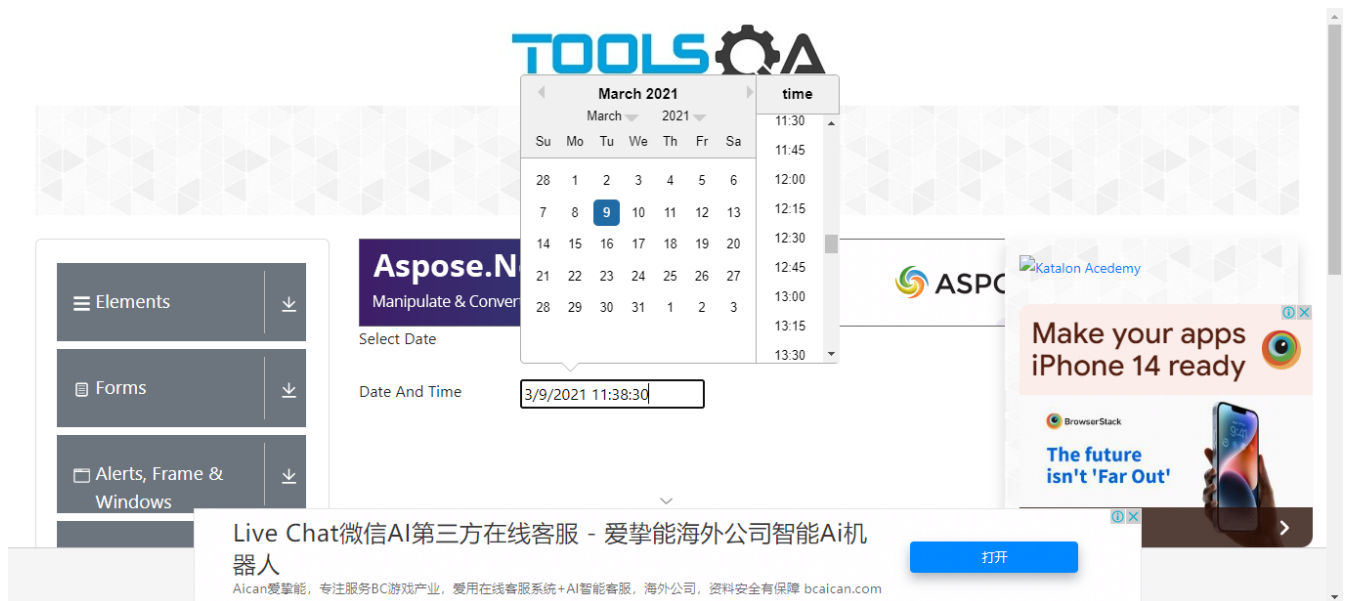 TOOLSQA
March 2021
time
March
2021
Su Mo Tu We Th Fr Sa
28 1 2 3 4 5 6
7 8 9 10 11 12 13
14 15 16 17 18 19 20
21 22 23 24 25 26 27
28 29 30 31 1 2 3
11:30
11:45
12:00
12:15
12:30
12:45
13:00
13:15
13:30
Elements
Forms
Alerts, Frame &
Windows
Aspose.N
Manipulate & Conver
ASPO
Select Date
Date And Time
3/9/2021 11:38:30
Katalon Acedemy
Make your apps
iPhone 14 ready
BrowserStack
The future
isn't 'Far Out'
Live Chat微信AI第三方在线客服 - 爱挚能海外公司智能Ai机
器人
Aican爱挚能，专注服务BC游戏产业，爱用在线客服系统+AI智能客服，海外公司，资料安全有保障 bcaican.com
打开